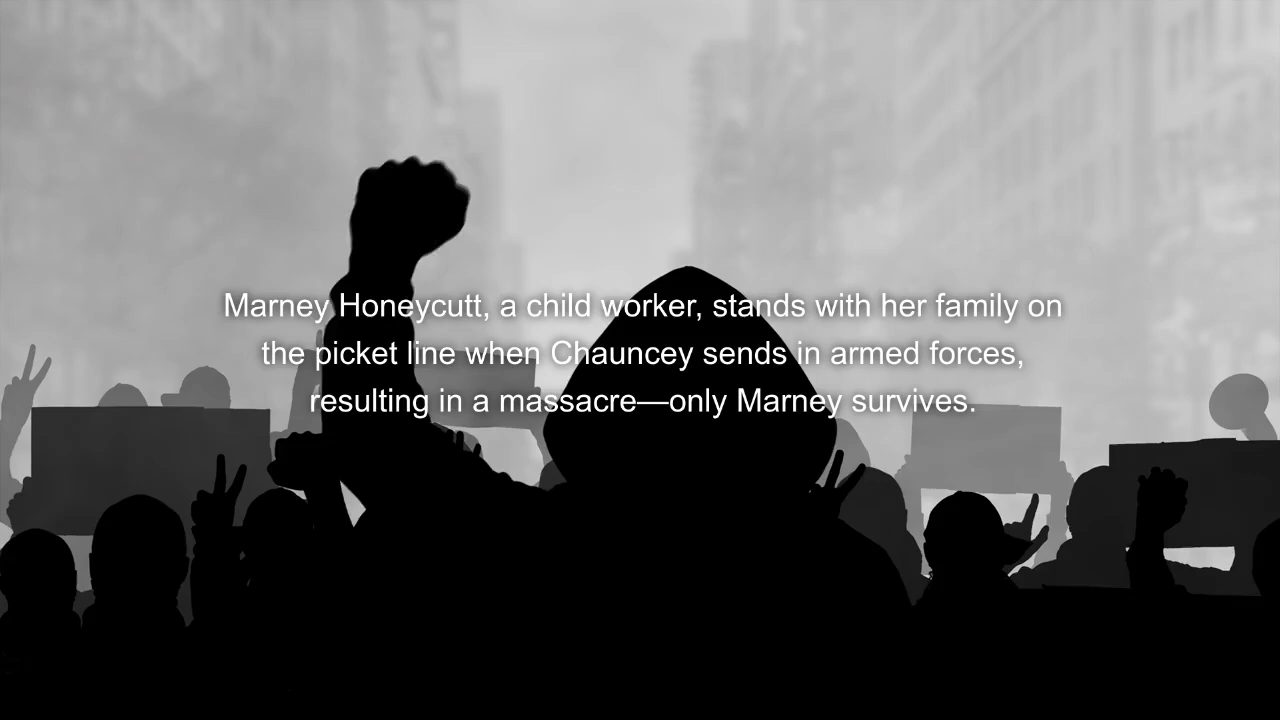 Marney Honeycutt, a child worker, stands with her family on
the picket line when Chauncey sends in armed forces,
resulting in a massacre—only Marney survives.